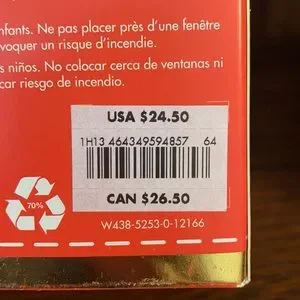 nfants. Ne pas placer près d'une fenêtre
voquer un risque d'incendie.
s niños. No colocar cerca de ventanas ni
car riesgo de incendio.
USA $24.50
1H13 464349594857 64
CAN $26.50
70%
W438-5253-0-12166